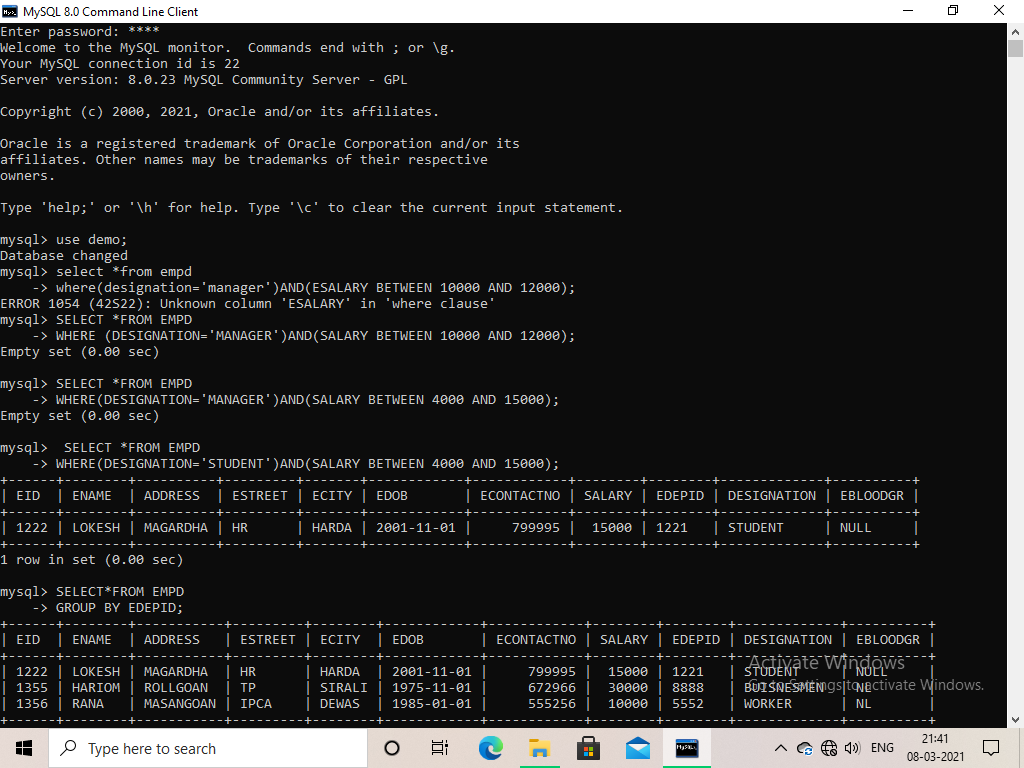 MySQL 8.0 Command Line Client
Enter password: ****
Welcome to the MySQL monitor.  Commands end with ; or \g.
Your MySQL connection id is 22
Server version: 8.0.23 MySQL Community Server - GPL
Copyright (c) 2000, 2021, Oracle and/or its affiliates.
Oracle is a registered trademark of Oracle Corporation and/or its
affiliates. Other names may be trademarks of their respective
owners.
Type 'help;' or '\h' for help. Type '\c' to clear the current input statement.
mysql> use demo;
Database changed
mysql> select *from empd
    -> where(designation='manager')AND(ESALARY BETWEEN 10000 AND 12000);
ERROR 1054 (42S22): Unknown column 'ESALARY' in 'where clause'
mysql> SELECT *FROM EMPD
    -> WHERE (DESIGNATION='MANAGER')AND(SALARY BETWEEN 10000 AND 12000);
Empty set (0.00 sec)
mysql> SELECT *FROM EMPD
    -> WHERE(DESIGNATION='MANAGER')AND(SALARY BETWEEN 4000 AND 15000);
Empty set (0.00 sec)
mysql>  SELECT *FROM EMPD
    -> WHERE(DESIGNATION='STUDENT')AND(SALARY BETWEEN 4000 AND 15000);
| EID  | ENAME  | ADDRESS  | ESTREET | ECITY | EDOB       | ECONTACTNO | SALARY | EDEPID | DESIGNATION | EBLOODGR |
| 1222 | LOKESH | MAGARDHA | HR      | HARDA | 2001-11-01 |     799995 |  15000 | 1221   | STUDENT     | NULL     |
1 row in set (0.00 sec)
mysql> SELECT*FROM EMPD
    -> GROUP BY EDEPID;
| EID  | ENAME  | ADDRESS   | ESTREET | ECITY  | EDOB       | ECONTACTNO | SALARY | EDEPID | DESIGNATION | EBLOODGR |
| 1222 | LOKESH | MAGARDHA  | HR      | HARDA  | 2001-11-01 |     799995 |  15000 | 1221   | STUDENT     | NULL     |
| 1355 | HARIOM | ROLLGOAN  | TP      | SIRALI | 1975-11-01 |     672966 |  30000 | 8888   | BUISNESMEN  | NL       |
| 1356 | RANA   | MASANGOAN | IPCA    | DEWAS  | 1985-01-01 |     555256 |  10000 | 5552   | WORKER      | NL       |
Activate Windows
Go to Settings to activate Windows.
Type here to search
MySQL
ENG
21:41
08-03-2021